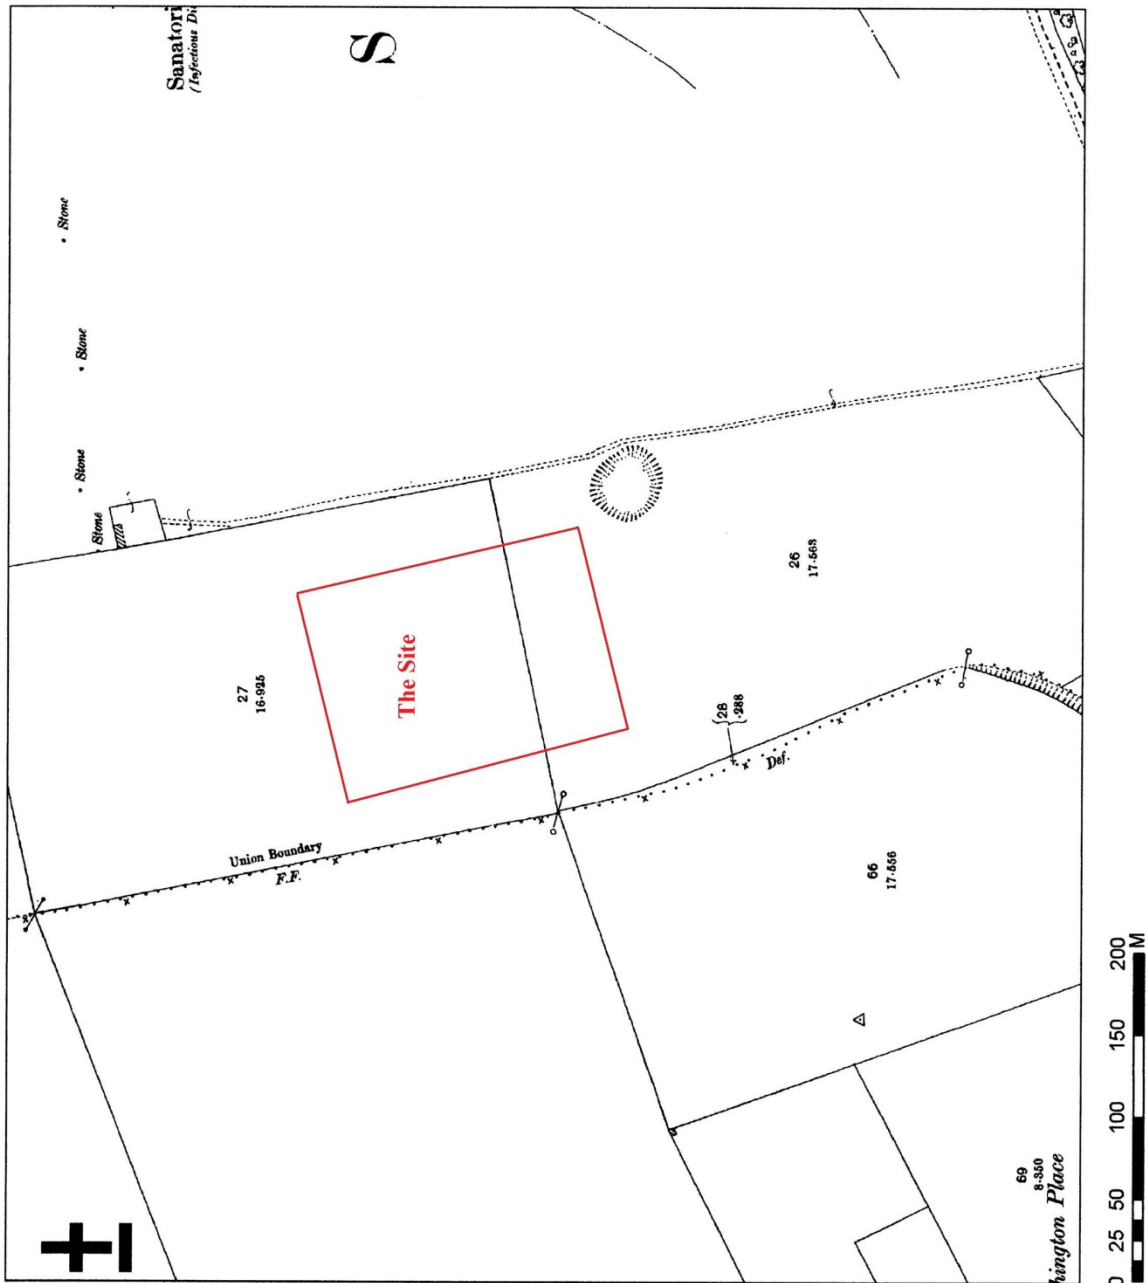 Sanatori
(Infectious Di
S
Stone
Stone
Stone
Stone
27
16·925
The Site
Union Boundary
F.F.
26
17·563
28
·288
Def.
66
17·556
69
8·350
hington Place
0 25 50 100 150 200
M